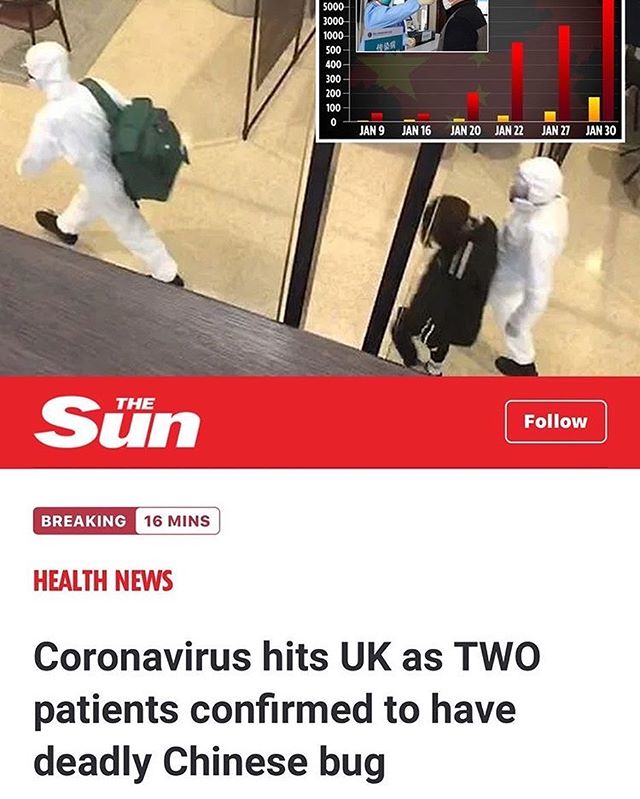 5000
3000
1000
500
400
300
200
100
0
JAN 9 JAN 16 JAN 20 JAN 22 JAN 27 JAN 30
THE
Sun
Follow
BREAKING 16 MINS
HEALTH NEWS
Coronavirus hits UK as TWO
patients confirmed to have
deadly Chinese bug